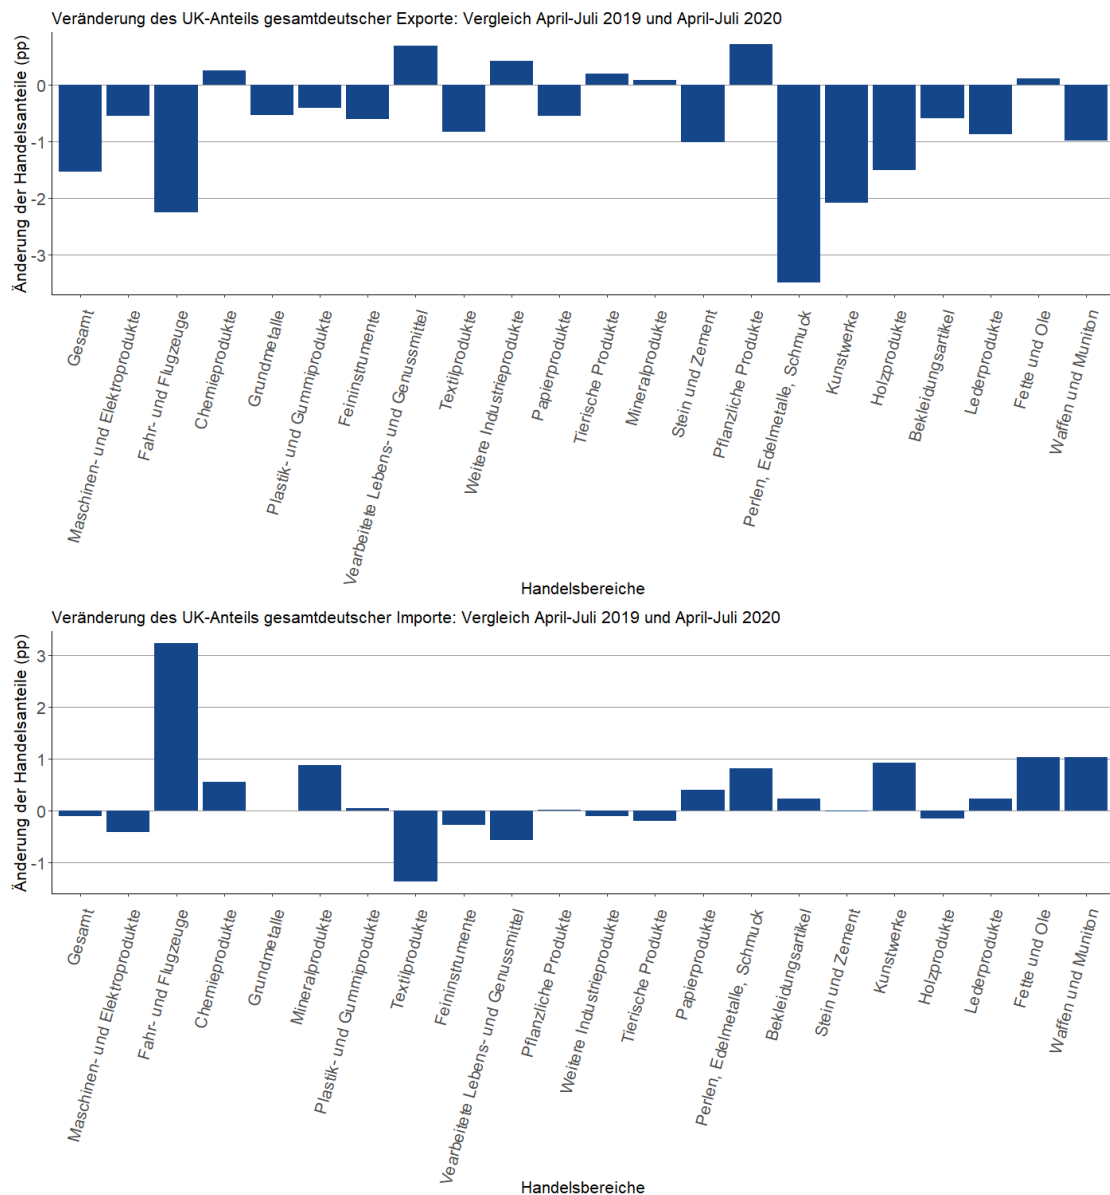 Veränderung des UK-Anteils gesamtdeutscher Exporte: Vergleich April-Juli 2019 und April-Juli 2020
Änderung der Handelsanteile (pp)
0
-1
-2
-3
Gesamt
Maschinen- und Elektroprodukte
Fahr- und Flugzeuge
Chemieprodukte
Grundmetalle
Plastik- und Gummiprodukte
Feininstrumente
Vearbeitete Lebens- und Genussmittel
Textilprodukte
Weitere Industrieprodukte
Papierprodukte
Tierische Produkte
Mineralprodukte
Stein und Zement
Pflanzliche Produkte
Perlen, Edelmetalle, Schmuck
Kunstwerke
Holzprodukte
Bekleidungsartikel
Lederprodukte
Fette und Ole
Waffen und Muniton
Handelsbereiche
Veränderung des UK-Anteils gesamtdeutscher Importe: Vergleich April-Juli 2019 und April-Juli 2020
Änderung der Handelsanteile (pp)
3
2
1
0
-1
Gesamt
Maschinen- und Elektroprodukte
Fahr- und Flugzeuge
Chemieprodukte
Grundmetalle
Mineralprodukte
Plastik- und Gummiprodukte
Textilprodukte
Feininstrumente
Vearbeitete Lebens- und Genussmittel
Pflanzliche Produkte
Weitere Industrieprodukte
Tierische Produkte
Papierprodukte
Perlen, Edelmetalle, Schmuck
Bekleidungsartikel
Stein und Zement
Kunstwerke
Holzprodukte
Lederprodukte
Fette und Ole
Waffen und Muniton
Handelsbereiche